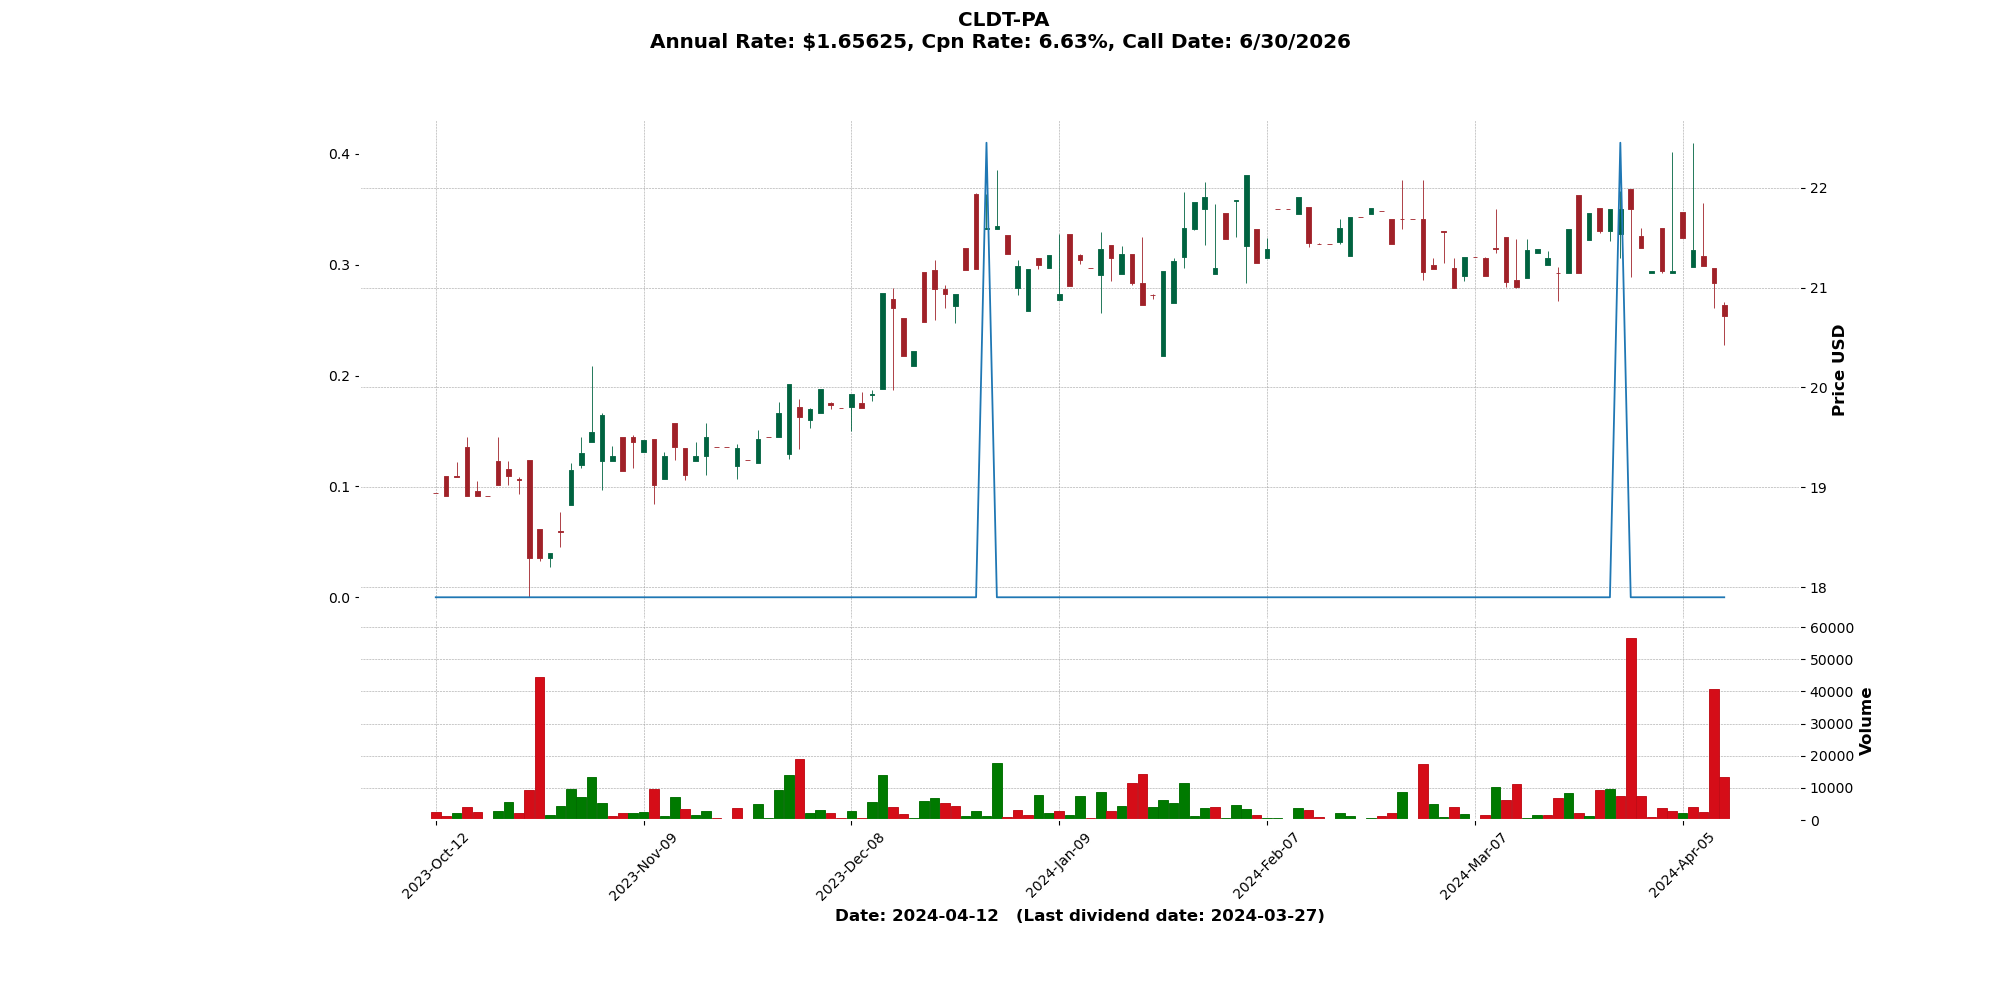 CLDT-PA
Annual Rate: $1.65625, Cpn Rate: 6.63%, Call Date: 6/30/2026
0.4
0.3
0.2
0.1
0.0
22
21
20
19
18
Price USD
60000
50000
40000
30000
20000
10000
0
Volume
2023-Oct-12
2023-Nov-09
2023-Dec-08
2024-Jan-09
2024-Feb-07
2024-Mar-07
2024-Apr-05
Date: 2024-04-12   (Last dividend date: 2024-03-27)